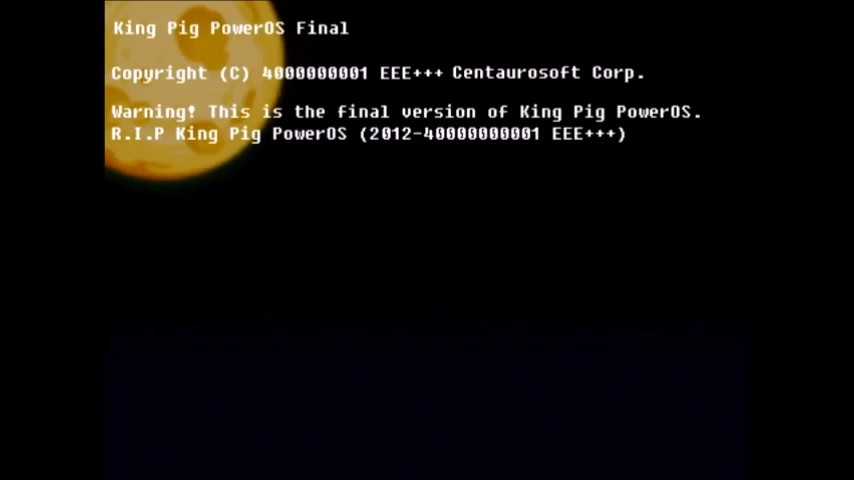 King Pig PowerOS Final
Copyright (C) 4000000001 EEE+++ Centaurosoft Corp.
Warning! This is the final version of King Pig PowerOS.
R.I.P King Pig PowerOS (2012-40000000001 EEE+++)